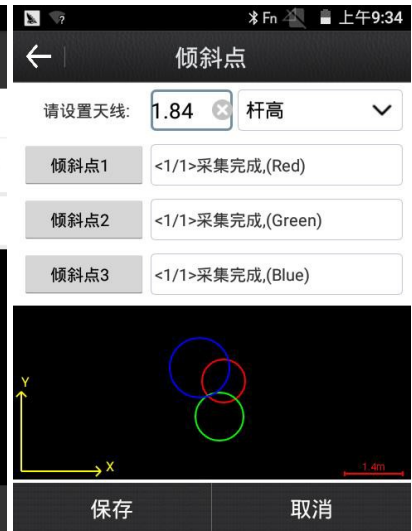 Fn 上午9:34
倾斜点
请设置天线: 1.84 杆高
倾斜点1 <1/1>采集完成,(Red)
倾斜点2 <1/1>采集完成,(Green)
倾斜点3 <1/1>采集完成,(Blue)
Y
X
1.4m
保存 取消